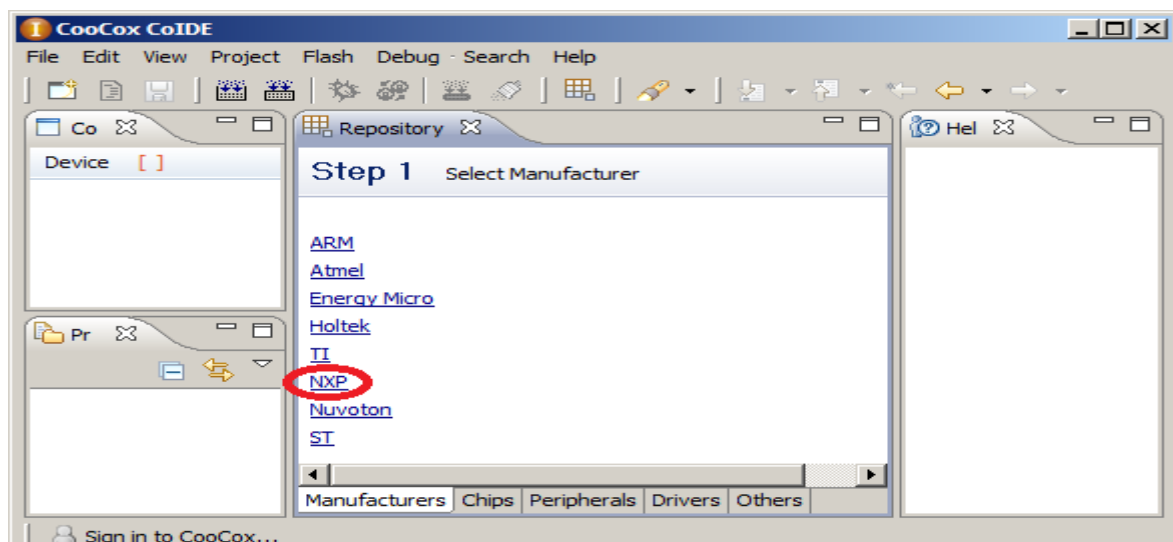 CooCox CoIDE
File Edit View Project Flash Debug Search Help
Co
Repository
Hel
Device [ ]
Step 1 Select Manufacturer
ARM
Atmel
Energy Micro
Holtek
Pr
TI
NXP
Nuvoton
ST
Manufacturers Chips Peripherals Drivers Others
Sign in to CooCox...